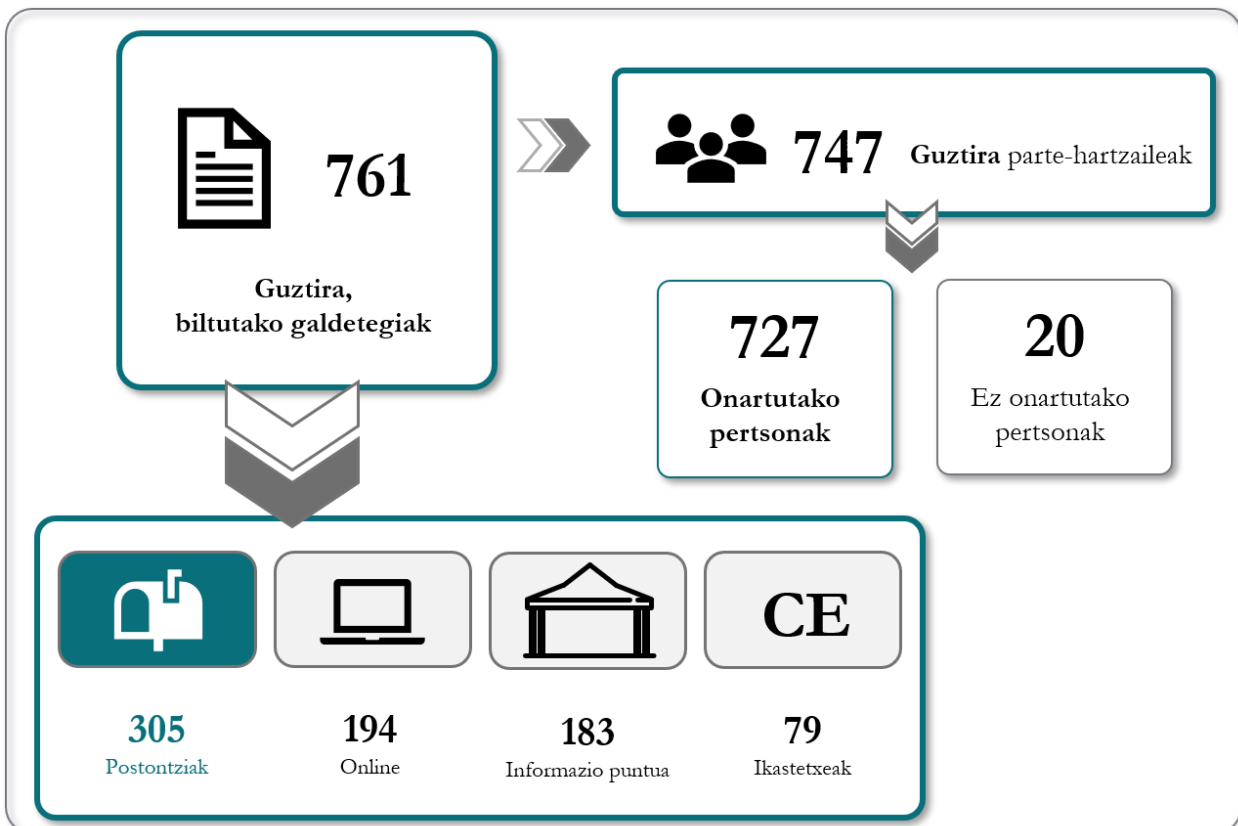 761
Guztira,
biltutako galdetegiak
747 Guztira parte-hartzaileak
727
Onartutako
pertsonak
20
Ez onartutako
pertsonak
CE
305
Postontziak
194
Online
183
Informazio puntua
79
Ikastetxeak